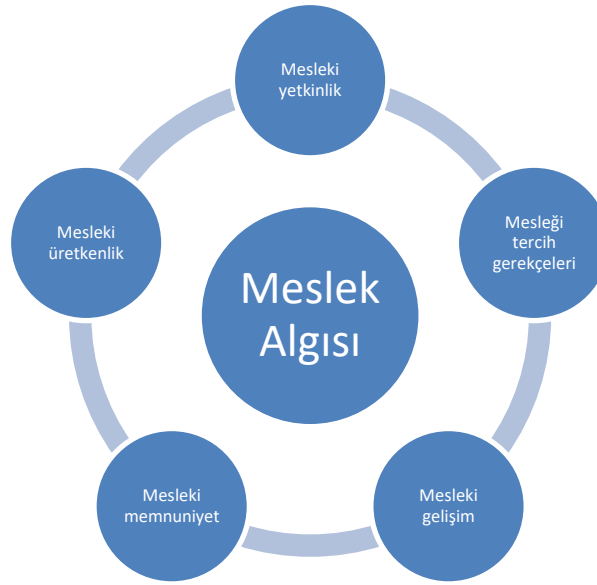 Mesleki
yetkinlik
Mesleği
tercih
gerekçeleri
Mesleki
gelişim
Mesleki
memnuniyet
Mesleki
üretkenlik
Meslek
Algısı